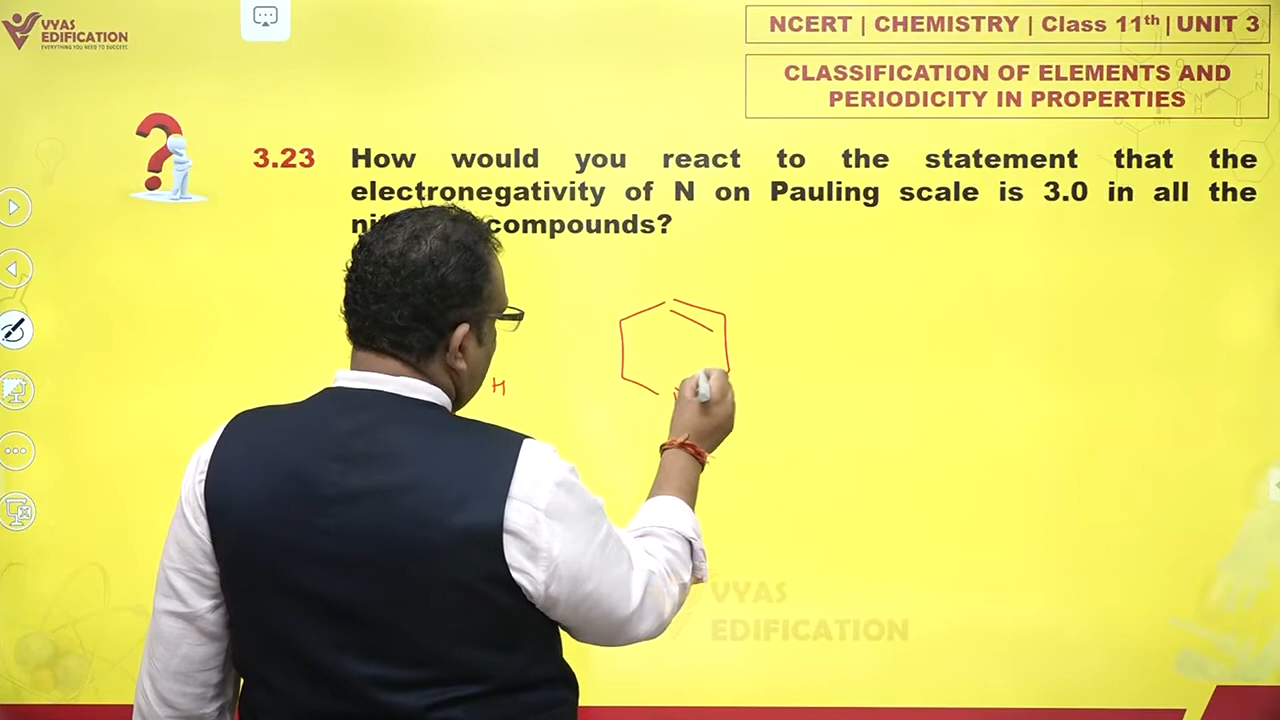 VYAS
EDIFICATION
EVERYTHING YOU NEED TO SUCCEED
NCERT | CHEMISTRY | Class 11th | UNIT 3
CLASSIFICATION OF ELEMENTS AND
PERIODICITY IN PROPERTIES
3.23 How would you react to the statement that the
electronegativity of N on Pauling scale is 3.0 in all the
compounds?
H
VYAS
EDIFICATION